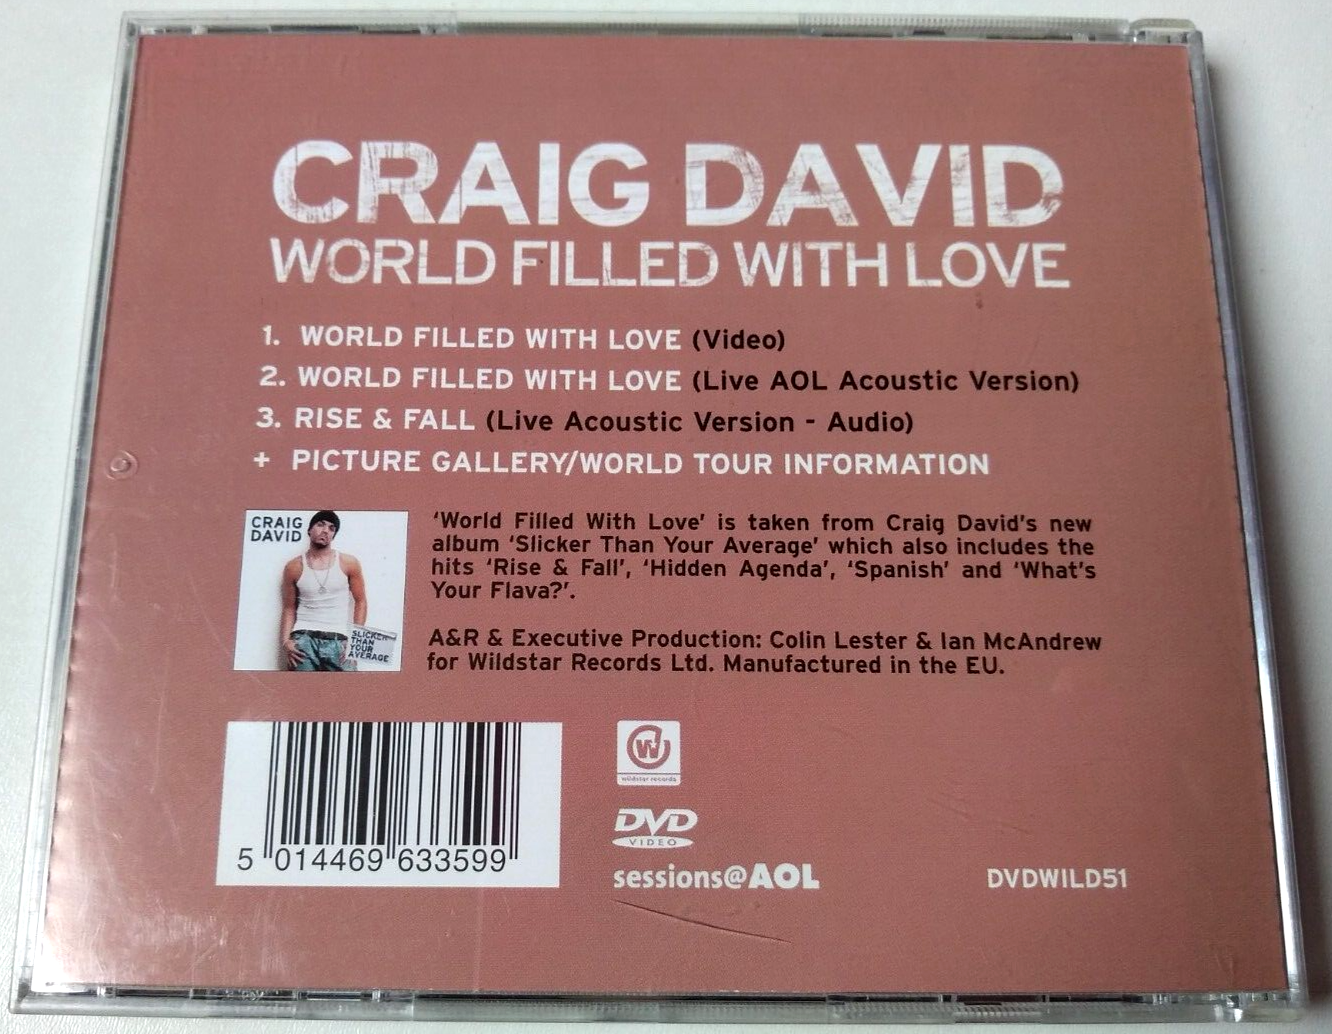 CRAIG DAVID
WORLD FILLED WITH LOVE
1. WORLD FILLED WITH LOVE (Video)
2. WORLD FILLED WITH LOVE (Live AOL Acoustic Version)
3. RISE & FALL (Live Acoustic Version - Audio)
+ PICTURE GALLERY/WORLD TOUR INFORMATION
CRAIG
DAVID
SLICKER
THAN
YOUR
AVERAGE
‘World Filled With Love’ is taken from Craig David’s new
album ‘Slicker Than Your Average’ which also includes the
hits ‘Rise & Fall’, ‘Hidden Agenda’, ‘Spanish’ and ‘What’s
Your Flava?’.
A&R & Executive Production: Colin Lester & Ian McAndrew
for Wildstar Records Ltd. Manufactured in the EU.
5 014469 633599
W
wildstar records
DVD
VIDEO
sessions@AOL
DVDWILD51